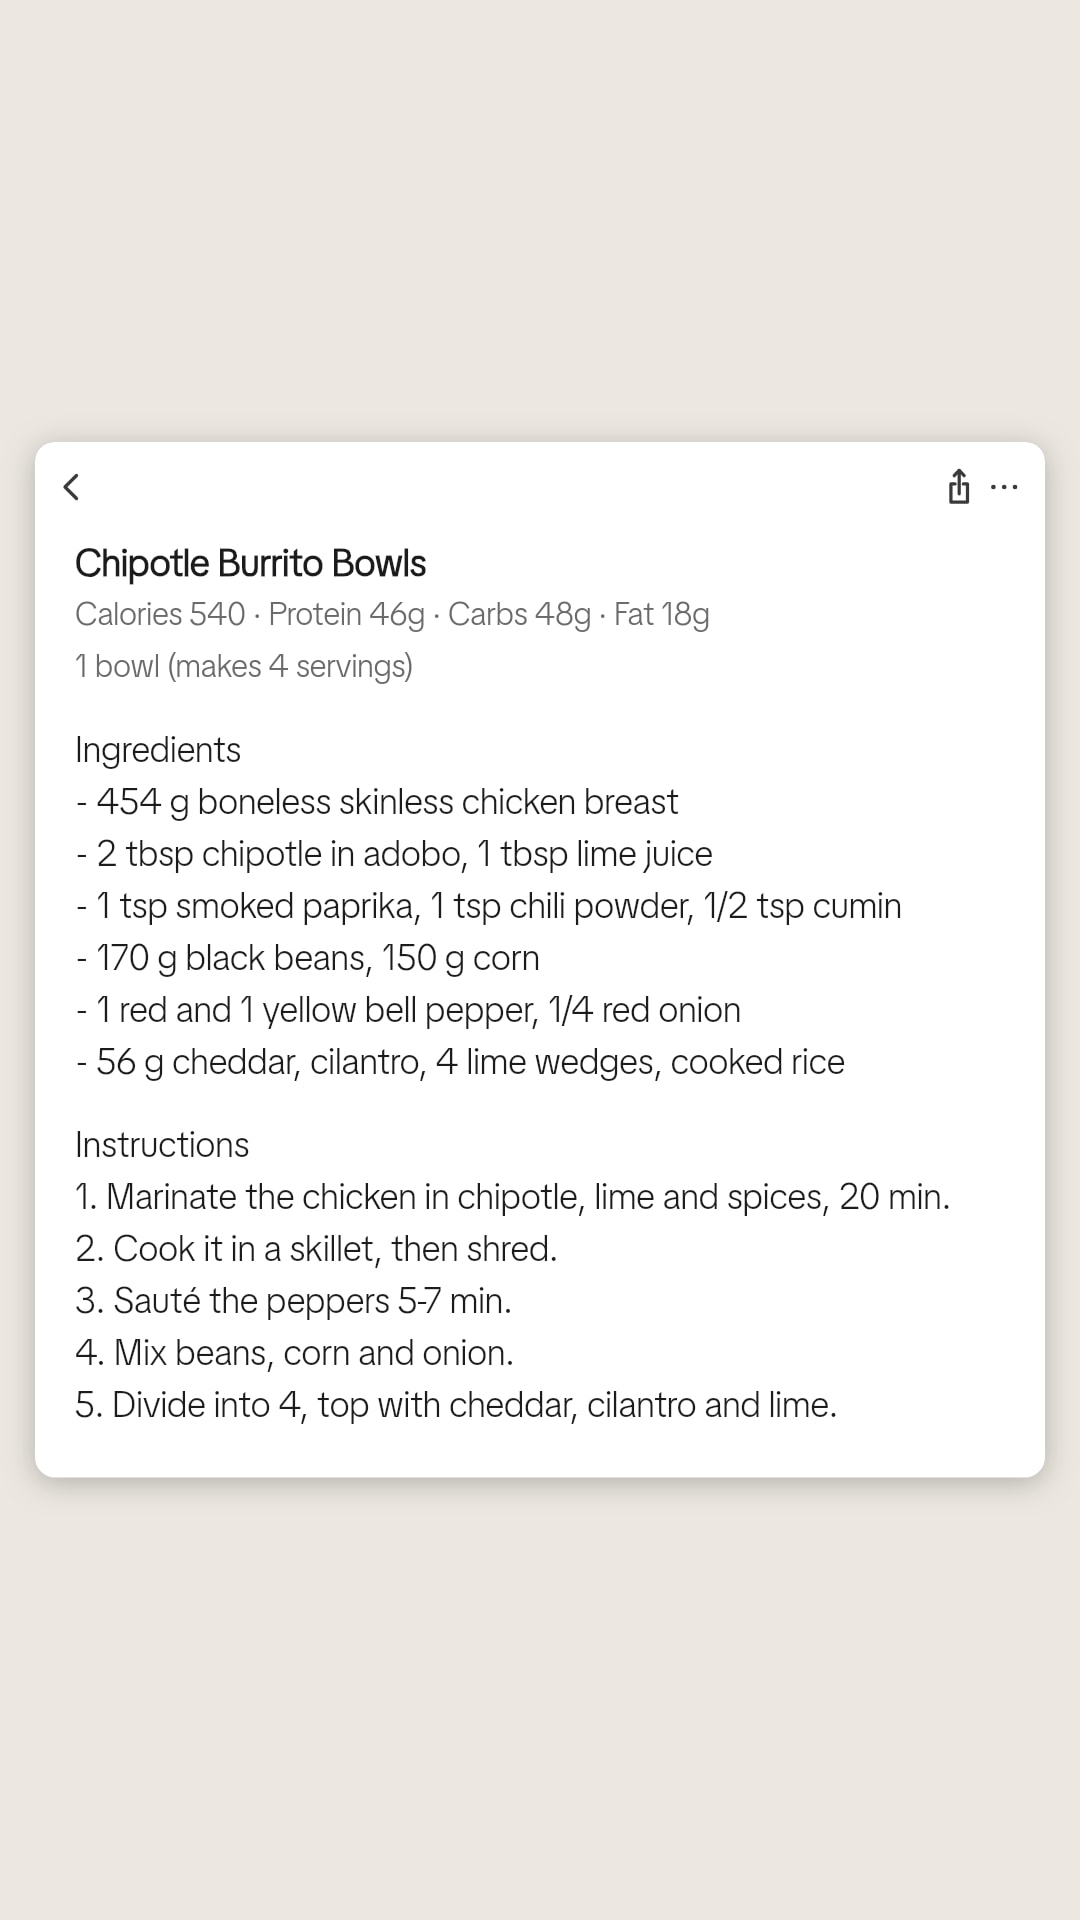 Chipotle Burrito Bowls
Calories 540 · Protein 46g · Carbs 48g · Fat 18g
1 bowl (makes 4 servings)
Ingredients
- 454 g boneless skinless chicken breast
- 2 tbsp chipotle in adobo, 1 tbsp lime juice
- 1 tsp smoked paprika, 1 tsp chili powder, 1/2 tsp cumin
- 170 g black beans, 150 g corn
- 1 red and 1 yellow bell pepper, 1/4 red onion
- 56 g cheddar, cilantro, 4 lime wedges, cooked rice
Instructions
1. Marinate the chicken in chipotle, lime and spices, 20 min.
2. Cook it in a skillet, then shred.
3. Sauté the peppers 5-7 min.
4. Mix beans, corn and onion.
5. Divide into 4, top with cheddar, cilantro and lime.